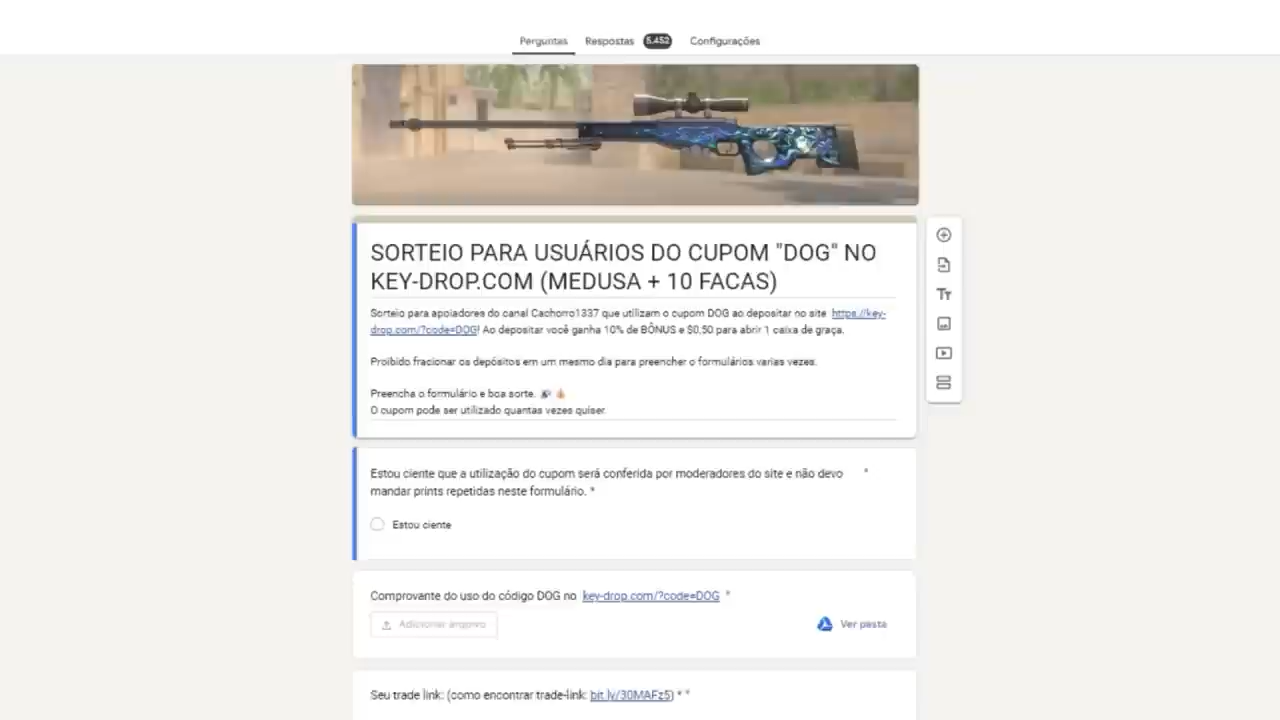 Perguntas Respostas 5.452 Configurações
SORTEIO PARA USUÁRIOS DO CUPOM "DOG" NO
KEY-DROP.COM (MEDUSA + 10 FACAS)
Sorteio para apoiadores do canal Cachorro1337 que utilizam o cupom DOG ao depositar no site https://key-
drop.com/?code=DOG! Ao depositar você ganha 10% de BÔNUS e $0,50 para abrir 1 caixa de graça.
Proibido fracionar os depósitos em um mesmo dia para preencher o formulários varias vezes.
Preencha o formulário e boa sorte.
O cupom pode ser utilizado quantas vezes quiser.
Estou ciente que a utilização do cupom será conferida por moderadores do site e não devo *
mandar prints repetidas neste formulário. *
Estou ciente
Comprovante do uso do código DOG no key-drop.com/?code=DOG *
Adicionar arquivo Ver pasta
Seu trade link: (como encontrar trade-link: bit.ly/30MAFz5) * *